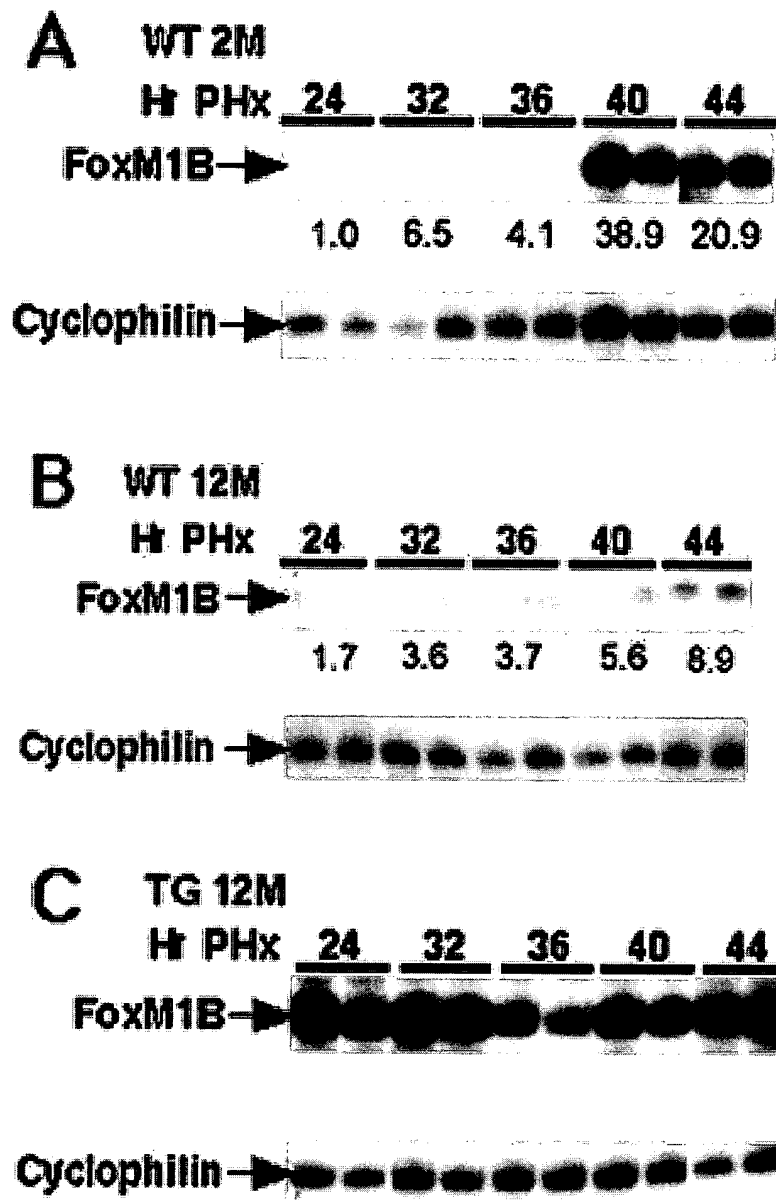 A WT 2M
Hr PHx 24 32 36 40 44
FoxM1B
1.0 6.5 4.1 38.9 20.9
Cyclophilin
B WT 12M
Hr PHx 24 32 36 40 44
FoxM1B
1.7 3.6 3.7 5.6 8.9
Cyclophilin
C TG 12M
Hr PHx 24 32 36 40 44
FoxM1B
Cyclophilin